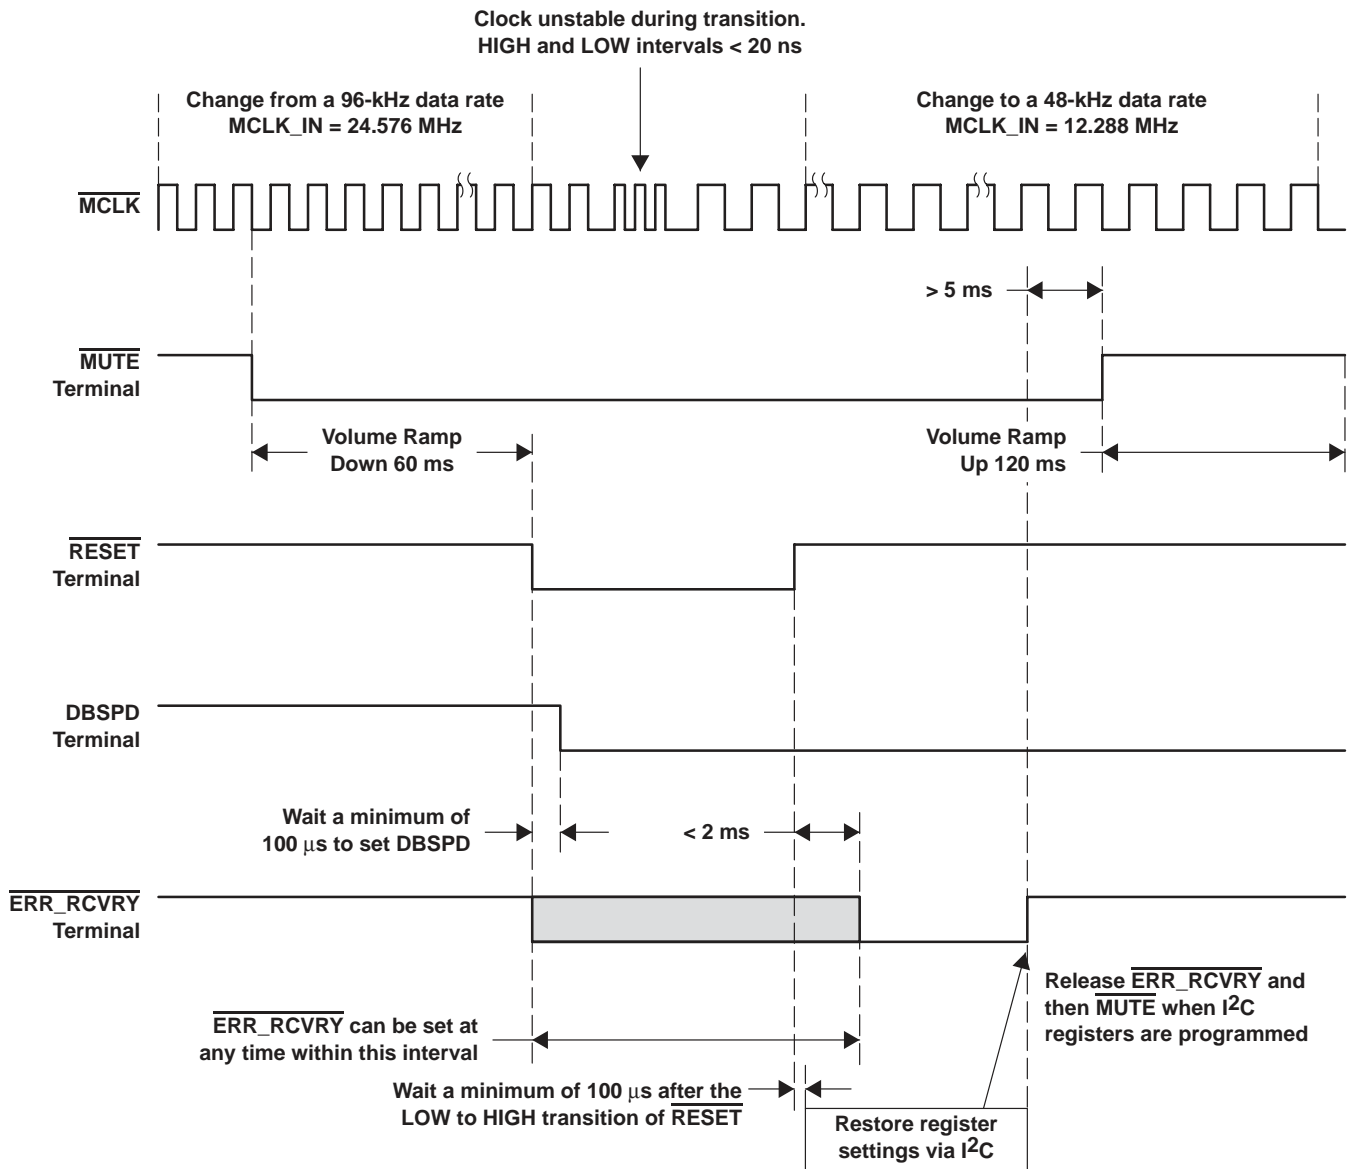 Clock unstable during transition.
HIGH and LOW intervals < 20 ns
Change from a 96-kHz data rate
MCLK_IN = 24.576 MHz
Change to a 48-kHz data rate
MCLK_IN = 12.288 MHz
MCLK
> 5 ms
MUTE
Terminal
Volume Ramp
Down 60 ms
Volume Ramp
Up 120 ms
RESET
Terminal
DBSPD
Terminal
Wait a minimum of
100 μs to set DBSPD
< 2 ms
ERR_RCVRY
Terminal
Release ERR_RCVRY and
then MUTE when I2C
registers are programmed
ERR_RCVRY can be set at
any time within this interval
Wait a minimum of 100 μs after the
LOW to HIGH transition of RESET
Restore register
settings via I2C